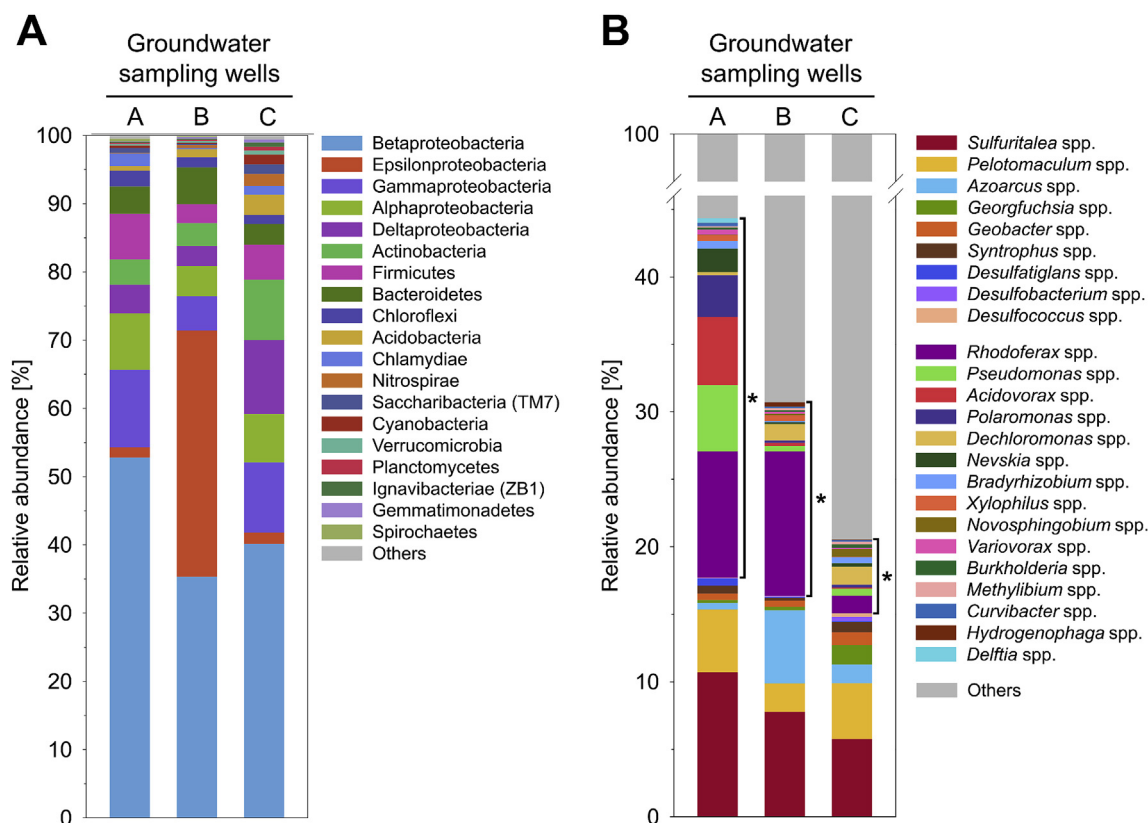 A
Groundwater
sampling wells
A B C
Relative abundance [%]
100
90
80
70
60
50
40
30
20
10
0
Betaproteobacteria
Epsilonproteobacteria
Gammaproteobacteria
Alphaproteobacteria
Deltaproteobacteria
Actinobacteria
Firmicutes
Bacteroidetes
Chloroflexi
Acidobacteria
Chlamydiae
Nitrospirae
Saccharibacteria (TM7)
Cyanobacteria
Verrucomicrobia
Planctomycetes
Ignavibacteriae (ZB1)
Gemmatimonadetes
Spirochaetes
Others
B
Groundwater
sampling wells
A B C
Relative abundance [%]
100
40
30
20
10
0
*
*
*
Sulfuritalea spp.
Pelotomaculum spp.
Azoarcus spp.
Georgfuchsia spp.
Geobacter spp.
Syntrophus spp.
Desulfatiglans spp.
Desulfobacterium spp.
Desulfococcus spp.
Rhodoferax spp.
Pseudomonas spp.
Acidovorax spp.
Polaromonas spp.
Dechloromonas spp.
Nevskia spp.
Bradyrhizobium spp.
Xylophilus spp.
Novosphingobium spp.
Variovorax spp.
Burkholderia spp.
Methylibium spp.
Curvibacter spp.
Hydrogenophaga spp.
Delftia spp.
Others